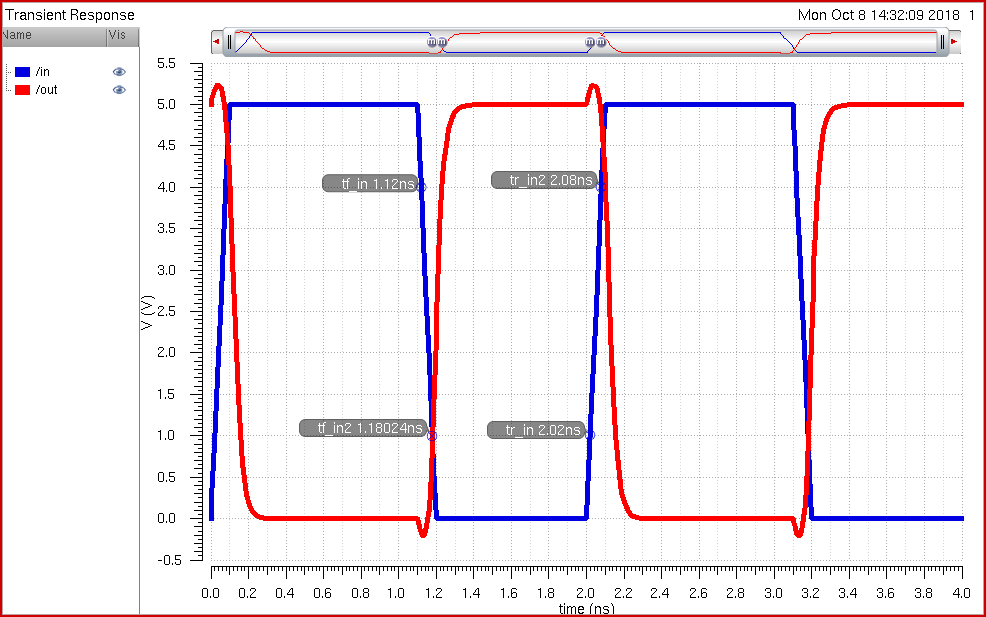 Transient Response
Mon Oct 8 14:32:09 2018 1
Name Vis
/in
/out
5.5
5.0
4.5
4.0
3.5
3.0
2.5
2.0
1.5
1.0
0.5
0.0
-0.5
V (V)
m m
m m
tf_in 1.12ns
tr_in2 2.08ns
tf_in2 1.18024ns
tr_in 2.02ns
0.0 0.2 0.4 0.6 0.8 1.0 1.2 1.4 1.6 1.8 2.0 2.2 2.4 2.6 2.8 3.0 3.2 3.4 3.6 3.8 4.0
time (ns)